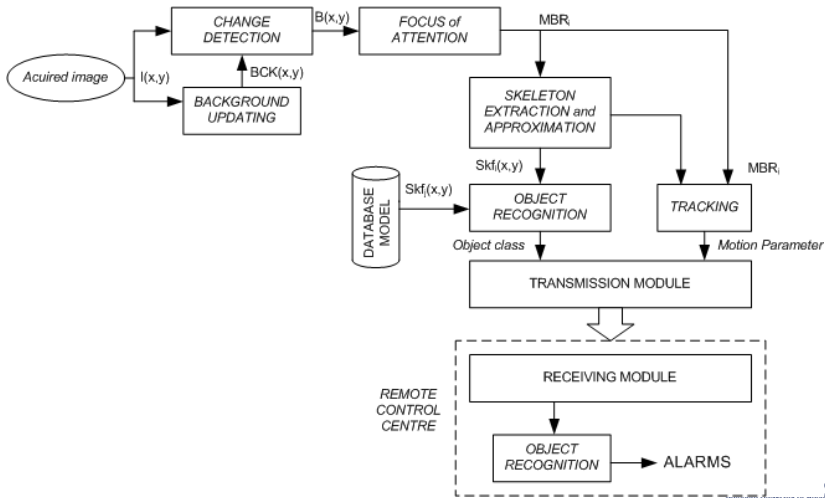 CHANGE
DETECTION
B(x,y)
FOCUS of
ATTENTION
MBRi
Acuired image
I(x,y)
BCK(x,y)
BACKGROUND
UPDATING
SKELETON
EXTRACTION and
APPROXIMATION
Skfi(x,y)
MBRi
DATABASE
MODEL
Skfj(x,y)
OBJECT
RECOGNITION
TRACKING
Object class
Motion Parameter
TRANSMISSION MODULE
REMOTE
CONTROL
CENTRE
RECEIVING MODULE
OBJECT
RECOGNITION
ALARMS